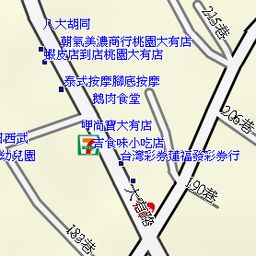 八大胡同
朝氣美濃商行桃園大有店
蝦皮店到店桃園大有店
泰式按摩腳底按摩
鵝肉食堂
呷尚寶大有店
吉食味小吃店
西武
幼兒園
台灣彩券蓮福發彩券行
大有路
215巷
206巷
190巷
183巷